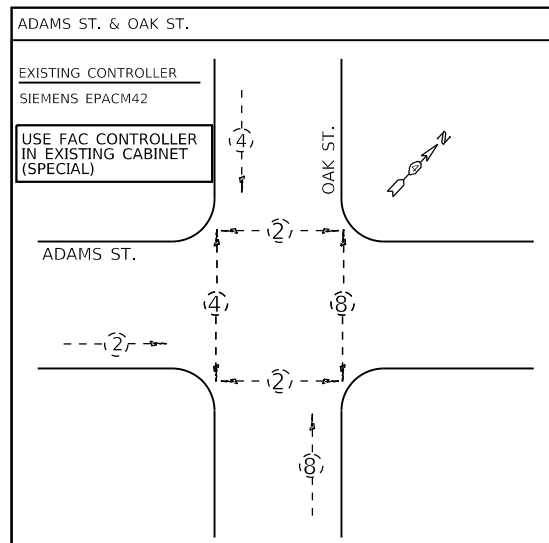 ADAMS ST. & OAK ST.
EXISTING CONTROLLER
SIEMENS EPACM42
USE FAC CONTROLLER
IN EXISTING CABINET
(SPECIAL)
4
OAK ST.
N
4
2
ADAMS ST.
4
8
2
2
8